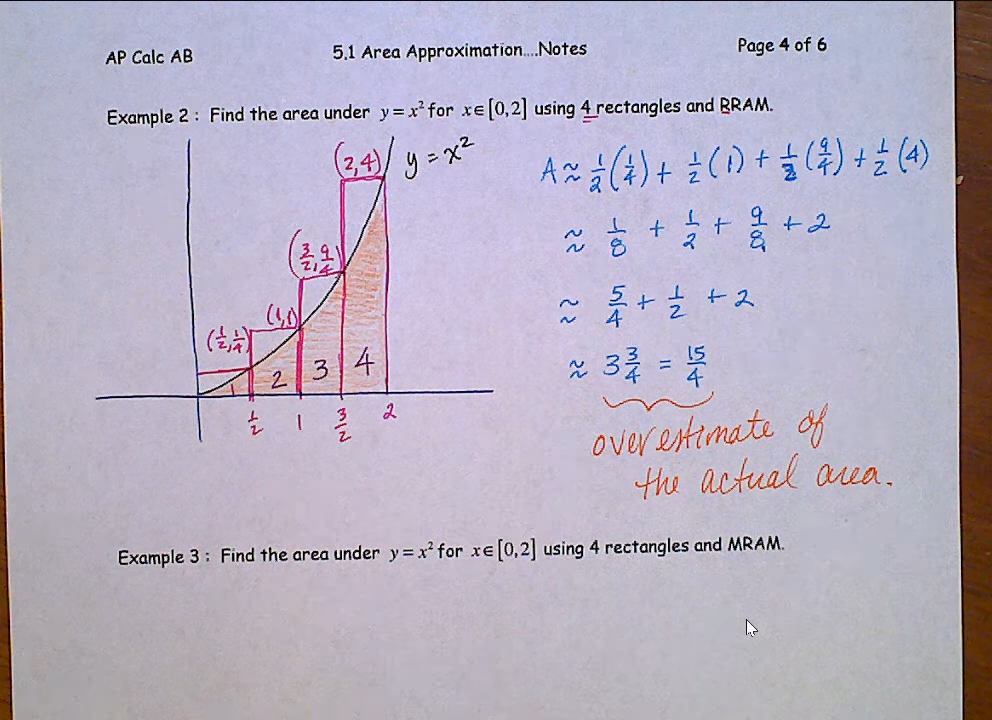 AP Calc AB
5.1 Area Approximation....Notes
Page 4 of 6
Example 2 : Find the area under y = x² for x∈[0,2] using 4 rectangles and RRAM.
y = x²
(2,4)
(3/2, 9/4)
(1,1)
(1/2, 1/4)
1 2 3 4
1/2 1 3/2 2
A ≈ 1/2(1/4) + 1/2(1) + 1/2(9/4) + 1/2(4)
≈ 1/8 + 1/2 + 9/8 + 2
≈ 5/4 + 1/2 + 2
≈ 3 3/4 = 15/4
overestimate of
the actual area.
Example 3 : Find the area under y = x² for x∈[0,2] using 4 rectangles and MRAM.